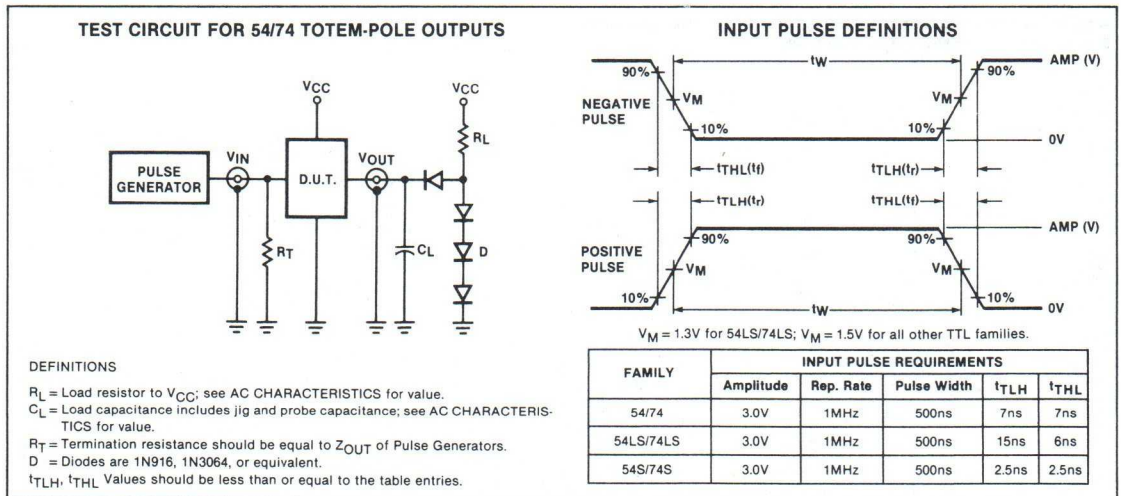 TEST CIRCUIT FOR 54/74 TOTEM-POLE OUTPUTS
VCC
VCC
RL
PULSE
GENERATOR
VIN
D.U.T.
VOUT
RT
CL
D
DEFINITIONS
RL = Load resistor to VCC; see AC CHARACTERISTICS for value.
CL = Load capacitance includes jig and probe capacitance; see AC CHARACTERIS-
TICS for value.
RT = Termination resistance should be equal to ZOUT of Pulse Generators.
D = Diodes are 1N916, 1N3064, or equivalent.
tTLH, tTHL Values should be less than or equal to the table entries.
INPUT PULSE DEFINITIONS
tW
AMP (V)
90%
90%
NEGATIVE
PULSE
VM
VM
10%
10%
0V
tTHL(tf)
tTLH(tr)
tTLH(tr)
tTHL(tf)
AMP (V)
90%
90%
POSITIVE
PULSE
VM
VM
10%
10%
tW
0V
VM = 1.3V for 54LS/74LS; VM = 1.5V for all other TTL families.
FAMILY INPUT PULSE REQUIREMENTS
Amplitude Rep. Rate Pulse Width tTLH tTHL
54/74 3.0V 1MHz 500ns 7ns 7ns
54LS/74LS 3.0V 1MHz 500ns 15ns 6ns
54S/74S 3.0V 1MHz 500ns 2.5ns 2.5ns